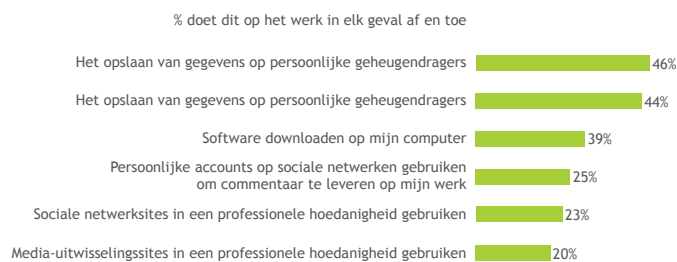 % doet dit op het werk in elk geval af en toe
Het opslaan van gegevens op persoonlijke geheugendragers
46%
Het opslaan van gegevens op persoonlijke geheugendragers
44%
Software downloaden op mijn computer
39%
Persoonlijke accounts op sociale netwerken gebruiken
om commentaar te leveren op mijn werk
25%
Sociale netwerksites in een professionele hoedanigheid gebruiken
23%
Media-uitwisselingssites in een professionele hoedanigheid gebruiken
20%